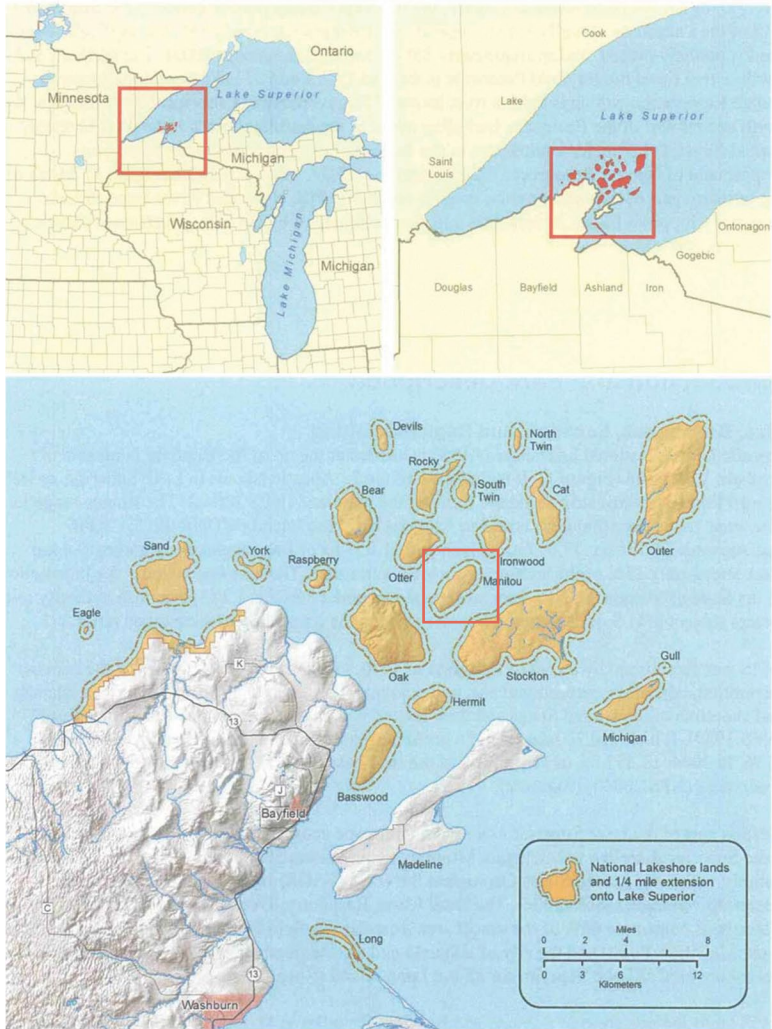 Ontario
Minnesota
Lake Superior
Michigan
Wisconsin
Lake Michigan
Michigan
Cook
Lake
Lake Superior
Saint
Louis
Ontonagon
Gogebic
Douglas
Bayfield
Ashland
Iron
Devils
North
Twin
Rocky
South
Twin
Cat
Bear
Outer
Sand
York
Raspberry
Otter
Ironwood
Manitou
Eagle
Oak
Stockton
Gull
K
13
Hermit
Michigan
Basswood
J
Bayfield
Madeline
C
Long
13
Washburn
National Lakeshore lands
and 1/4 mile extension
onto Lake Superior
Miles
0 2 4 8
0 3 6 12
Kilometers